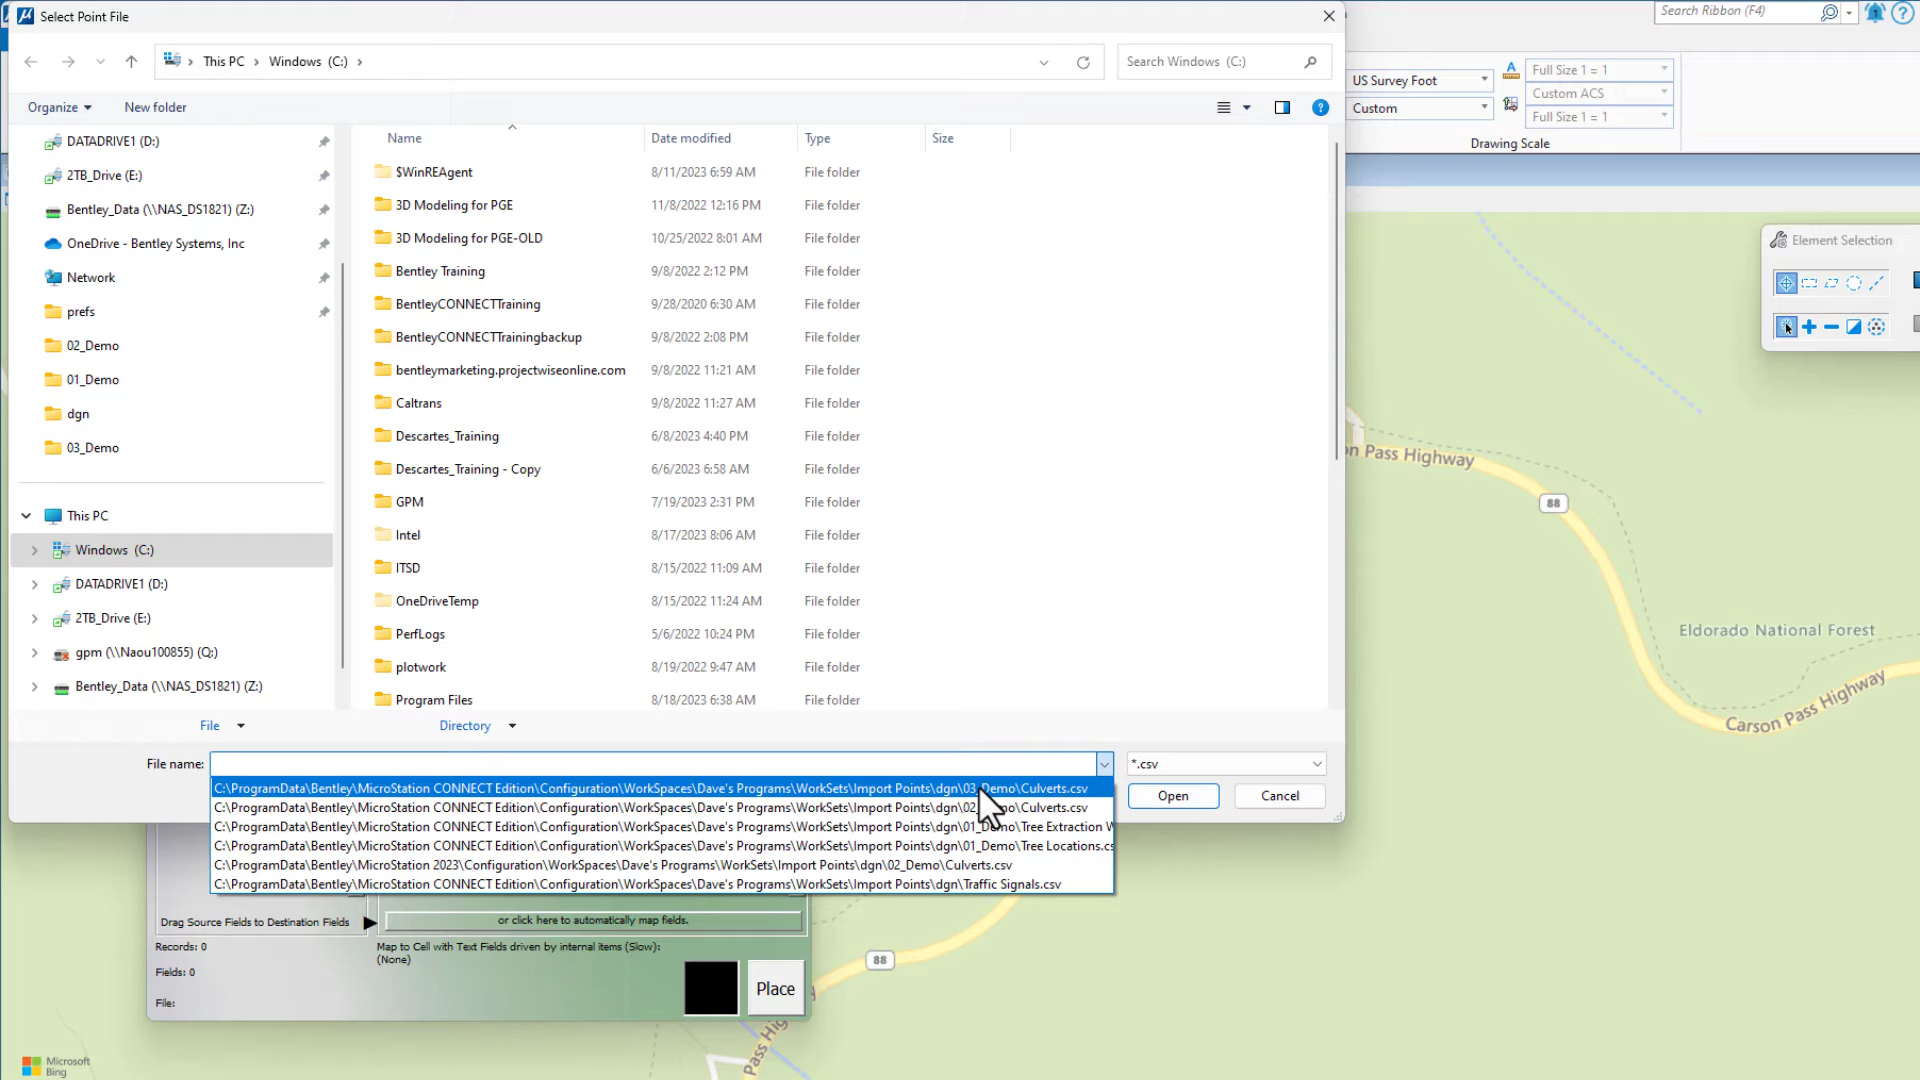 Select Point File
Search Ribbon (F4)
This PC > Windows (C:) >
Search Windows (C:)
US Survey Foot
Full Size 1 = 1
Custom ACS
Custom
Full Size 1 = 1
Drawing Scale
Organize
New folder
Name
Date modified
Type
Size
DATADRIVE1 (D:)
2TB_Drive (E:)
Bentley_Data (\\NAS_DS1821) (Z:)
OneDrive - Bentley Systems, Inc
Network
prefs
02_Demo
01_Demo
dgn
03_Demo
This PC
Windows (C:)
DATADRIVE1 (D:)
2TB_Drive (E:)
gpm (\\Naou100855) (Q:)
Bentley_Data (\\NAS_DS1821) (Z:)
$WinREAgent 8/11/2023 6:59 AM File folder
3D Modeling for PGE 11/8/2022 12:16 PM File folder
3D Modeling for PGE-OLD 10/25/2022 8:01 AM File folder
Bentley Training 9/8/2022 2:12 PM File folder
BentleyCONNECTTraining 9/28/2020 6:30 AM File folder
BentleyCONNECTTrainingbackup 9/8/2022 2:08 PM File folder
bentleymarketing.projectwiseonline.com 9/8/2022 11:21 AM File folder
Caltrans 9/8/2022 11:27 AM File folder
Descartes_Training 6/8/2023 4:40 PM File folder
Descartes_Training - Copy 6/6/2023 6:58 AM File folder
GPM 7/19/2023 2:31 PM File folder
Intel 8/17/2023 8:06 AM File folder
ITSD 8/15/2022 11:09 AM File folder
OneDriveTemp 8/15/2022 11:24 AM File folder
PerfLogs 5/6/2022 10:24 PM File folder
plotwork 8/19/2022 9:47 AM File folder
Program Files 8/18/2023 6:38 AM File folder
File
Directory
File name:
*.csv
C:\ProgramData\Bentley\MicroStation CONNECT Edition\Configuration\WorkSpaces\Dave's Programs\WorkSets\Import Points\dgn\03_Demo\Culverts.csv
C:\ProgramData\Bentley\MicroStation CONNECT Edition\Configuration\WorkSpaces\Dave's Programs\WorkSets\Import Points\dgn\02_Demo\Culverts.csv
C:\ProgramData\Bentley\MicroStation CONNECT Edition\Configuration\WorkSpaces\Dave's Programs\WorkSets\Import Points\dgn\01_Demo\Tree Extraction W
C:\ProgramData\Bentley\MicroStation CONNECT Edition\Configuration\WorkSpaces\Dave's Programs\WorkSets\Import Points\dgn\01_Demo\Tree Locations.cs
C:\ProgramData\Bentley\MicroStation 2023\Configuration\WorkSpaces\Dave's Programs\WorkSets\Import Points\dgn\02_Demo\Culverts.csv
C:\ProgramData\Bentley\MicroStation CONNECT Edition\Configuration\WorkSpaces\Dave's Programs\WorkSets\Import Points\dgn\Traffic Signals.csv
Open
Cancel
Drag Source Fields to Destination Fields
or click here to automatically map fields.
Records: 0
Map to Cell with Text Fields driven by internal items (Slow):
(None)
Fields: 0
File:
Place
Element Selection
on Pass Highway
88
Eldorado National Forest
Carson Pass Highway
88
Pass High
Microsoft
Bing